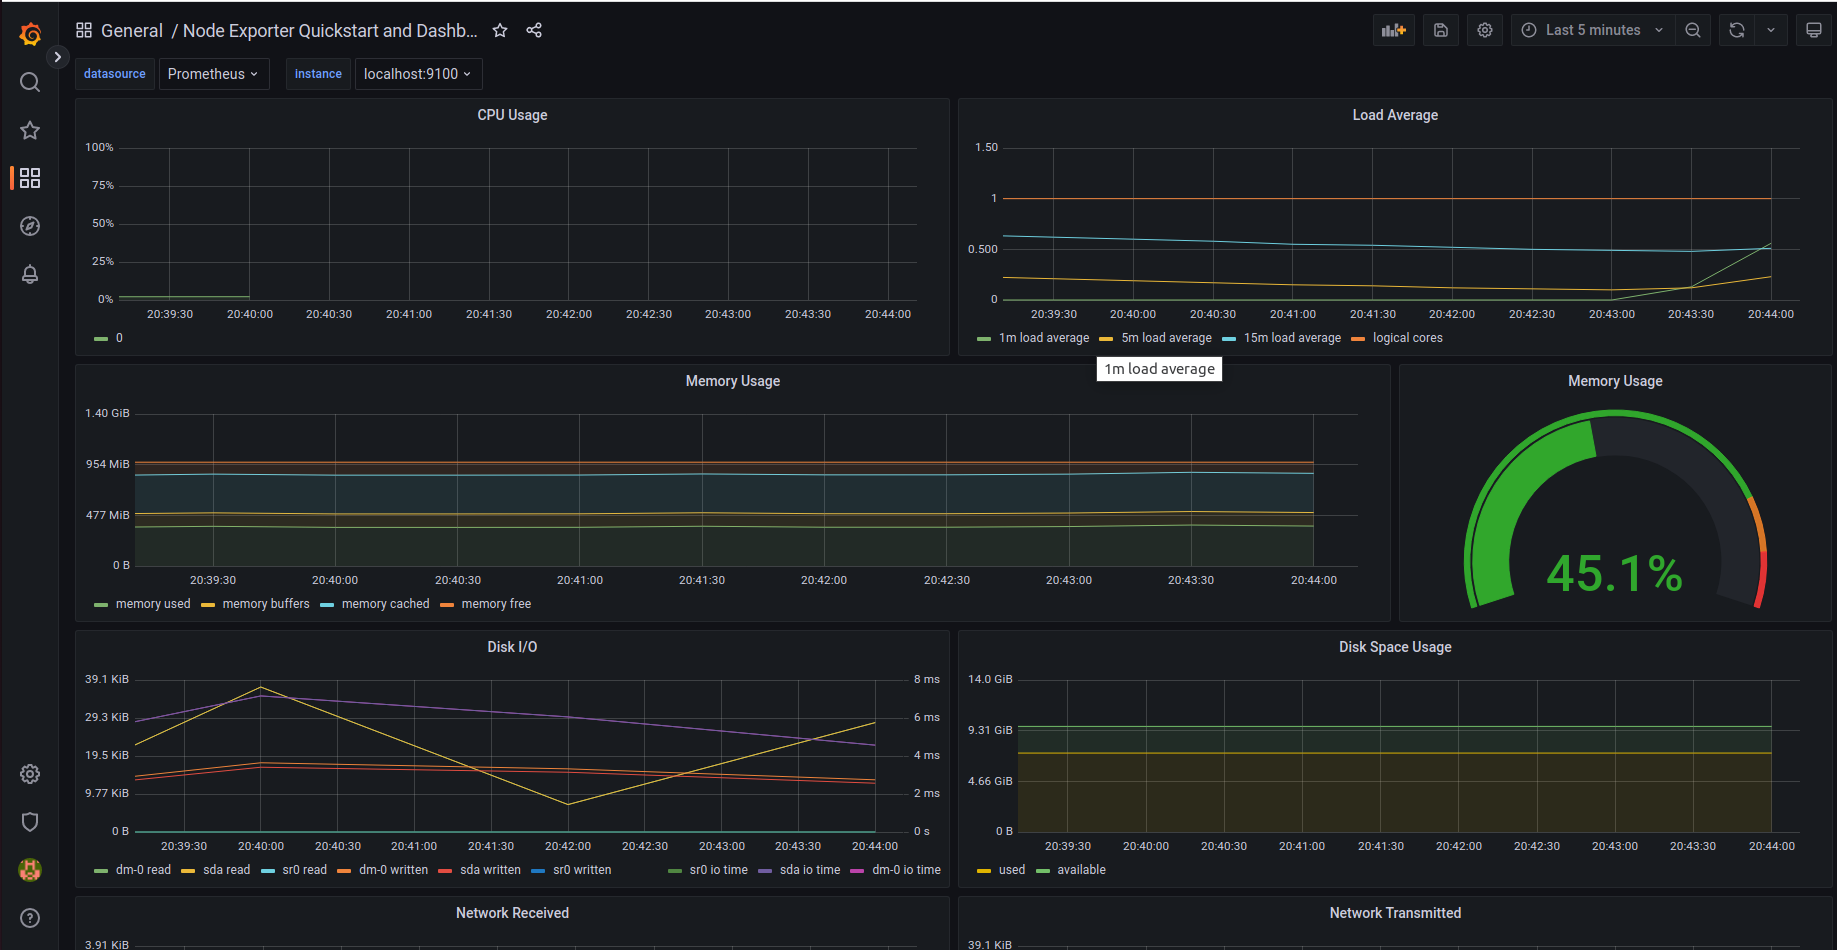 General / Node Exporter Quickstart and Dashb...
Last 5 minutes
datasource Prometheus instance localhost:9100
CPU Usage
100%
75%
50%
25%
0%
20:39:30 20:40:00 20:40:30 20:41:00 20:41:30 20:42:00 20:42:30 20:43:00 20:43:30 20:44:00
0
Load Average
1.50
1
0.500
0
20:39:30 20:40:00 20:40:30 20:41:00 20:41:30 20:42:00 20:42:30 20:43:00 20:43:30 20:44:00
1m load average 5m load average 15m load average logical cores
1m load average
Memory Usage
1.40 GiB
954 MiB
477 MiB
0 B
20:39:30 20:40:00 20:40:30 20:41:00 20:41:30 20:42:00 20:42:30 20:43:00 20:43:30 20:44:00
memory used memory buffers memory cached memory free
Memory Usage
45.1%
Disk I/O
39.1 KiB 8 ms
29.3 KiB 6 ms
19.5 KiB 4 ms
9.77 KiB 2 ms
0 B 0 s
20:39:30 20:40:00 20:40:30 20:41:00 20:41:30 20:42:00 20:42:30 20:43:00 20:43:30 20:44:00
dm-0 read sda read sr0 read dm-0 written sda written sr0 written sr0 io time sda io time dm-0 io time
Disk Space Usage
14.0 GiB
9.31 GiB
4.66 GiB
0 B
20:39:30 20:40:00 20:40:30 20:41:00 20:41:30 20:42:00 20:42:30 20:43:00 20:43:30 20:44:00
used available
Network Received
3.91 KiB
Network Transmitted
39.1 KiB